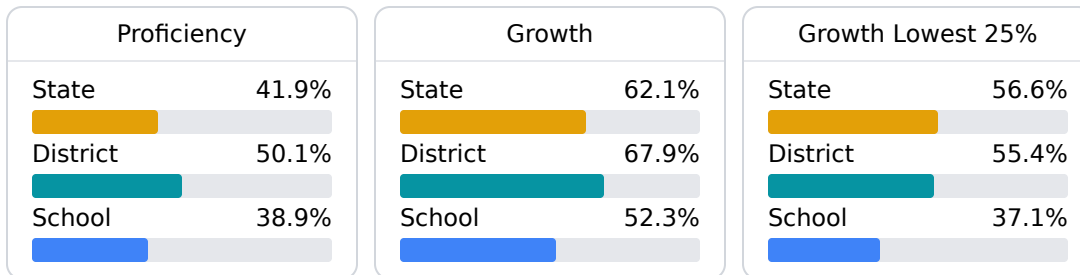 Proficiency
State 41.9%
District 50.1%
School 38.9%
Growth
State 62.1%
District 67.9%
School 52.3%
Growth Lowest 25%
State 56.6%
District 55.4%
School 37.1%